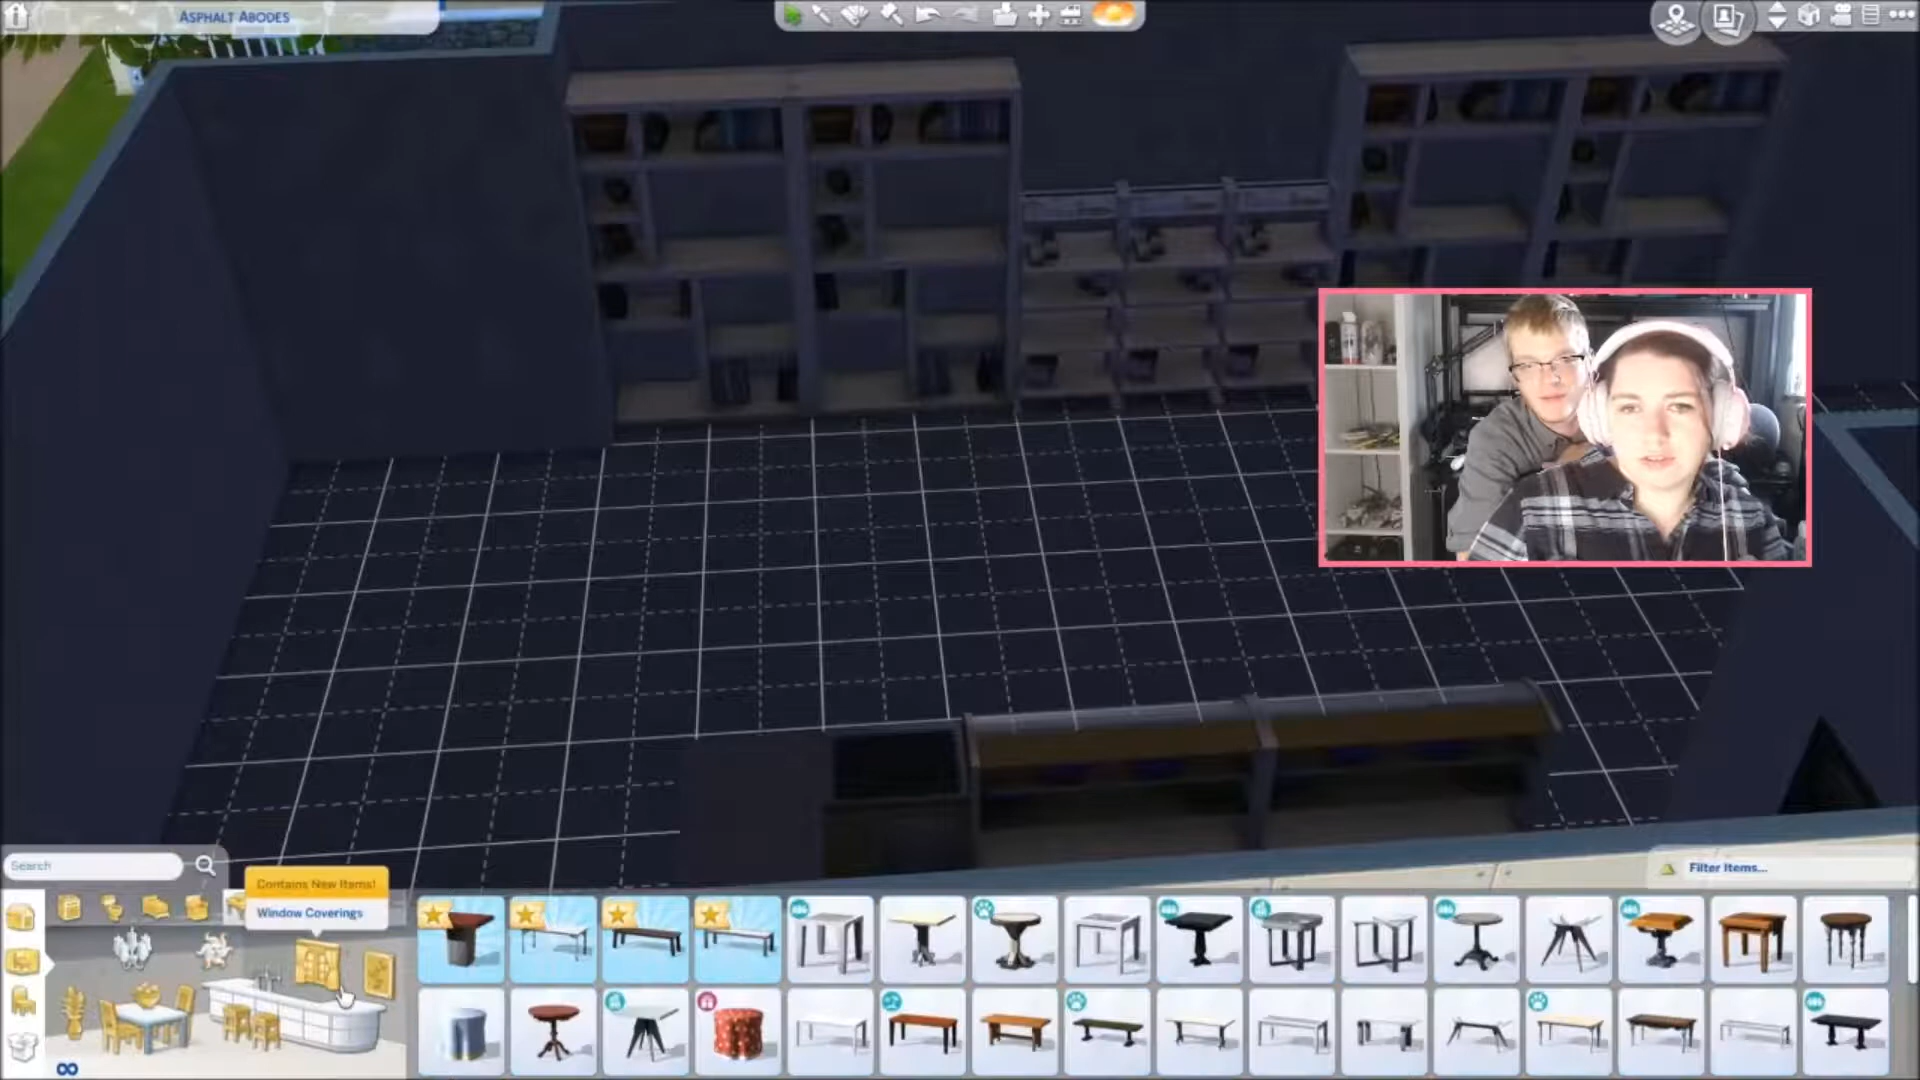 Asphalt Abodes
Search
Contains New Items!
Window Coverings
Filter Items...